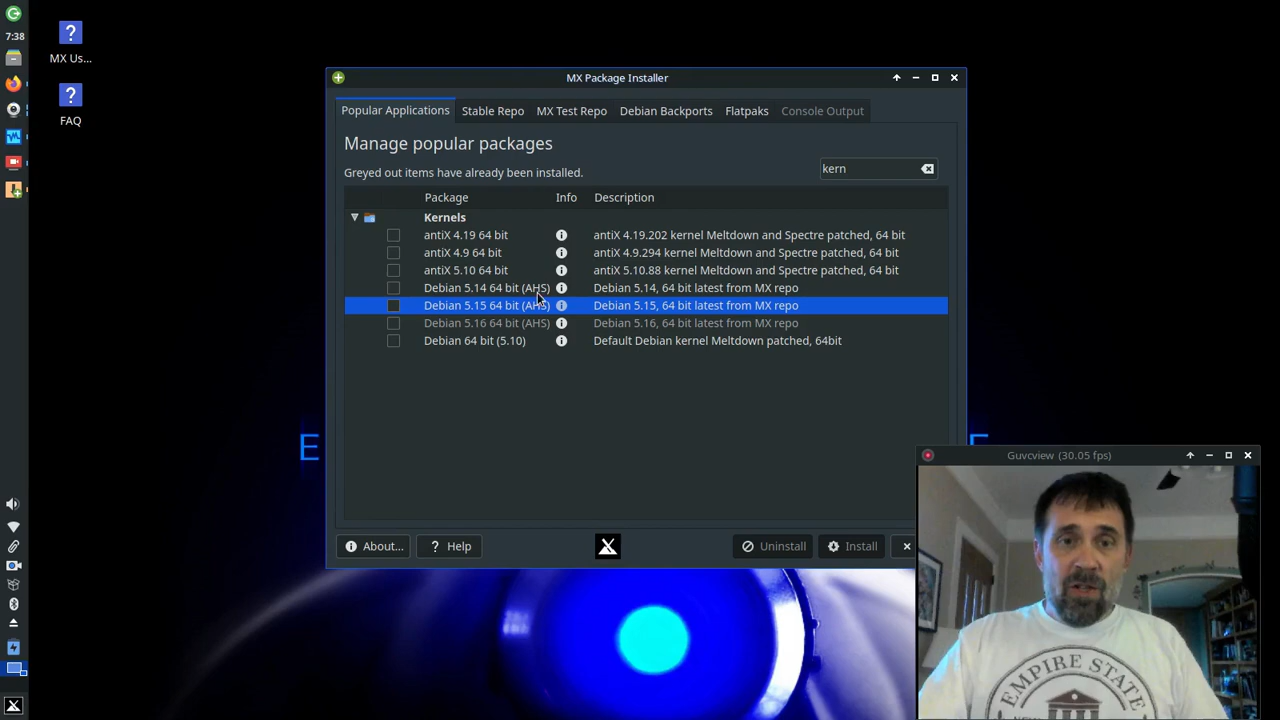 7:38
MX Us...
FAQ
MX Package Installer
Popular Applications
Stable Repo
MX Test Repo
Debian Backports
Flatpaks
Console Output
Manage popular packages
Greyed out items have already been installed.
kern
Package Info Description
Kernels
antiX 4.19 64 bit antiX 4.19.202 kernel Meltdown and Spectre patched, 64 bit
antiX 4.9 64 bit antiX 4.9.294 kernel Meltdown and Spectre patched, 64 bit
antiX 5.10 64 bit antiX 5.10.88 kernel Meltdown and Spectre patched, 64 bit
Debian 5.14 64 bit (AHS) Debian 5.14, 64 bit latest from MX repo
Debian 5.15 64 bit (AHS) Debian 5.15, 64 bit latest from MX repo
Debian 5.16 64 bit (AHS) Debian 5.16, 64 bit latest from MX repo
Debian 64 bit (5.10) Default Debian kernel Meltdown patched, 64bit
E
About...
Help
Uninstall
Install
Guvcview (30.05 fps)
EMPIRE STATE